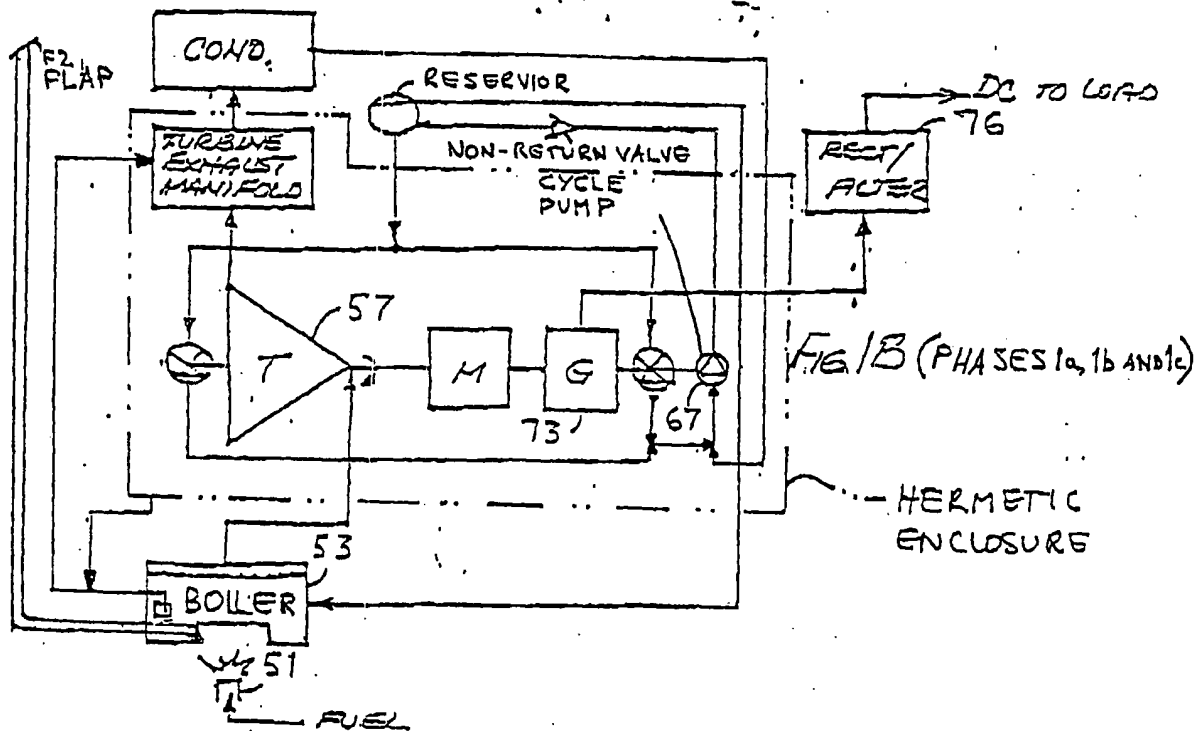 F2
FLAP
COND.
RESERVIOR
NON-RETURN VALVE
CYCLE
PUMP
DC TO LOAD
76
RECT/
TURBINE
EXHAUST
MANIFOLD
57
T
M
G
73
67
FIG. 1B (PHASES 1a, 1b AND 1c)
HERMETIC
ENCLOSURE
53
BOILER
51
FUEL